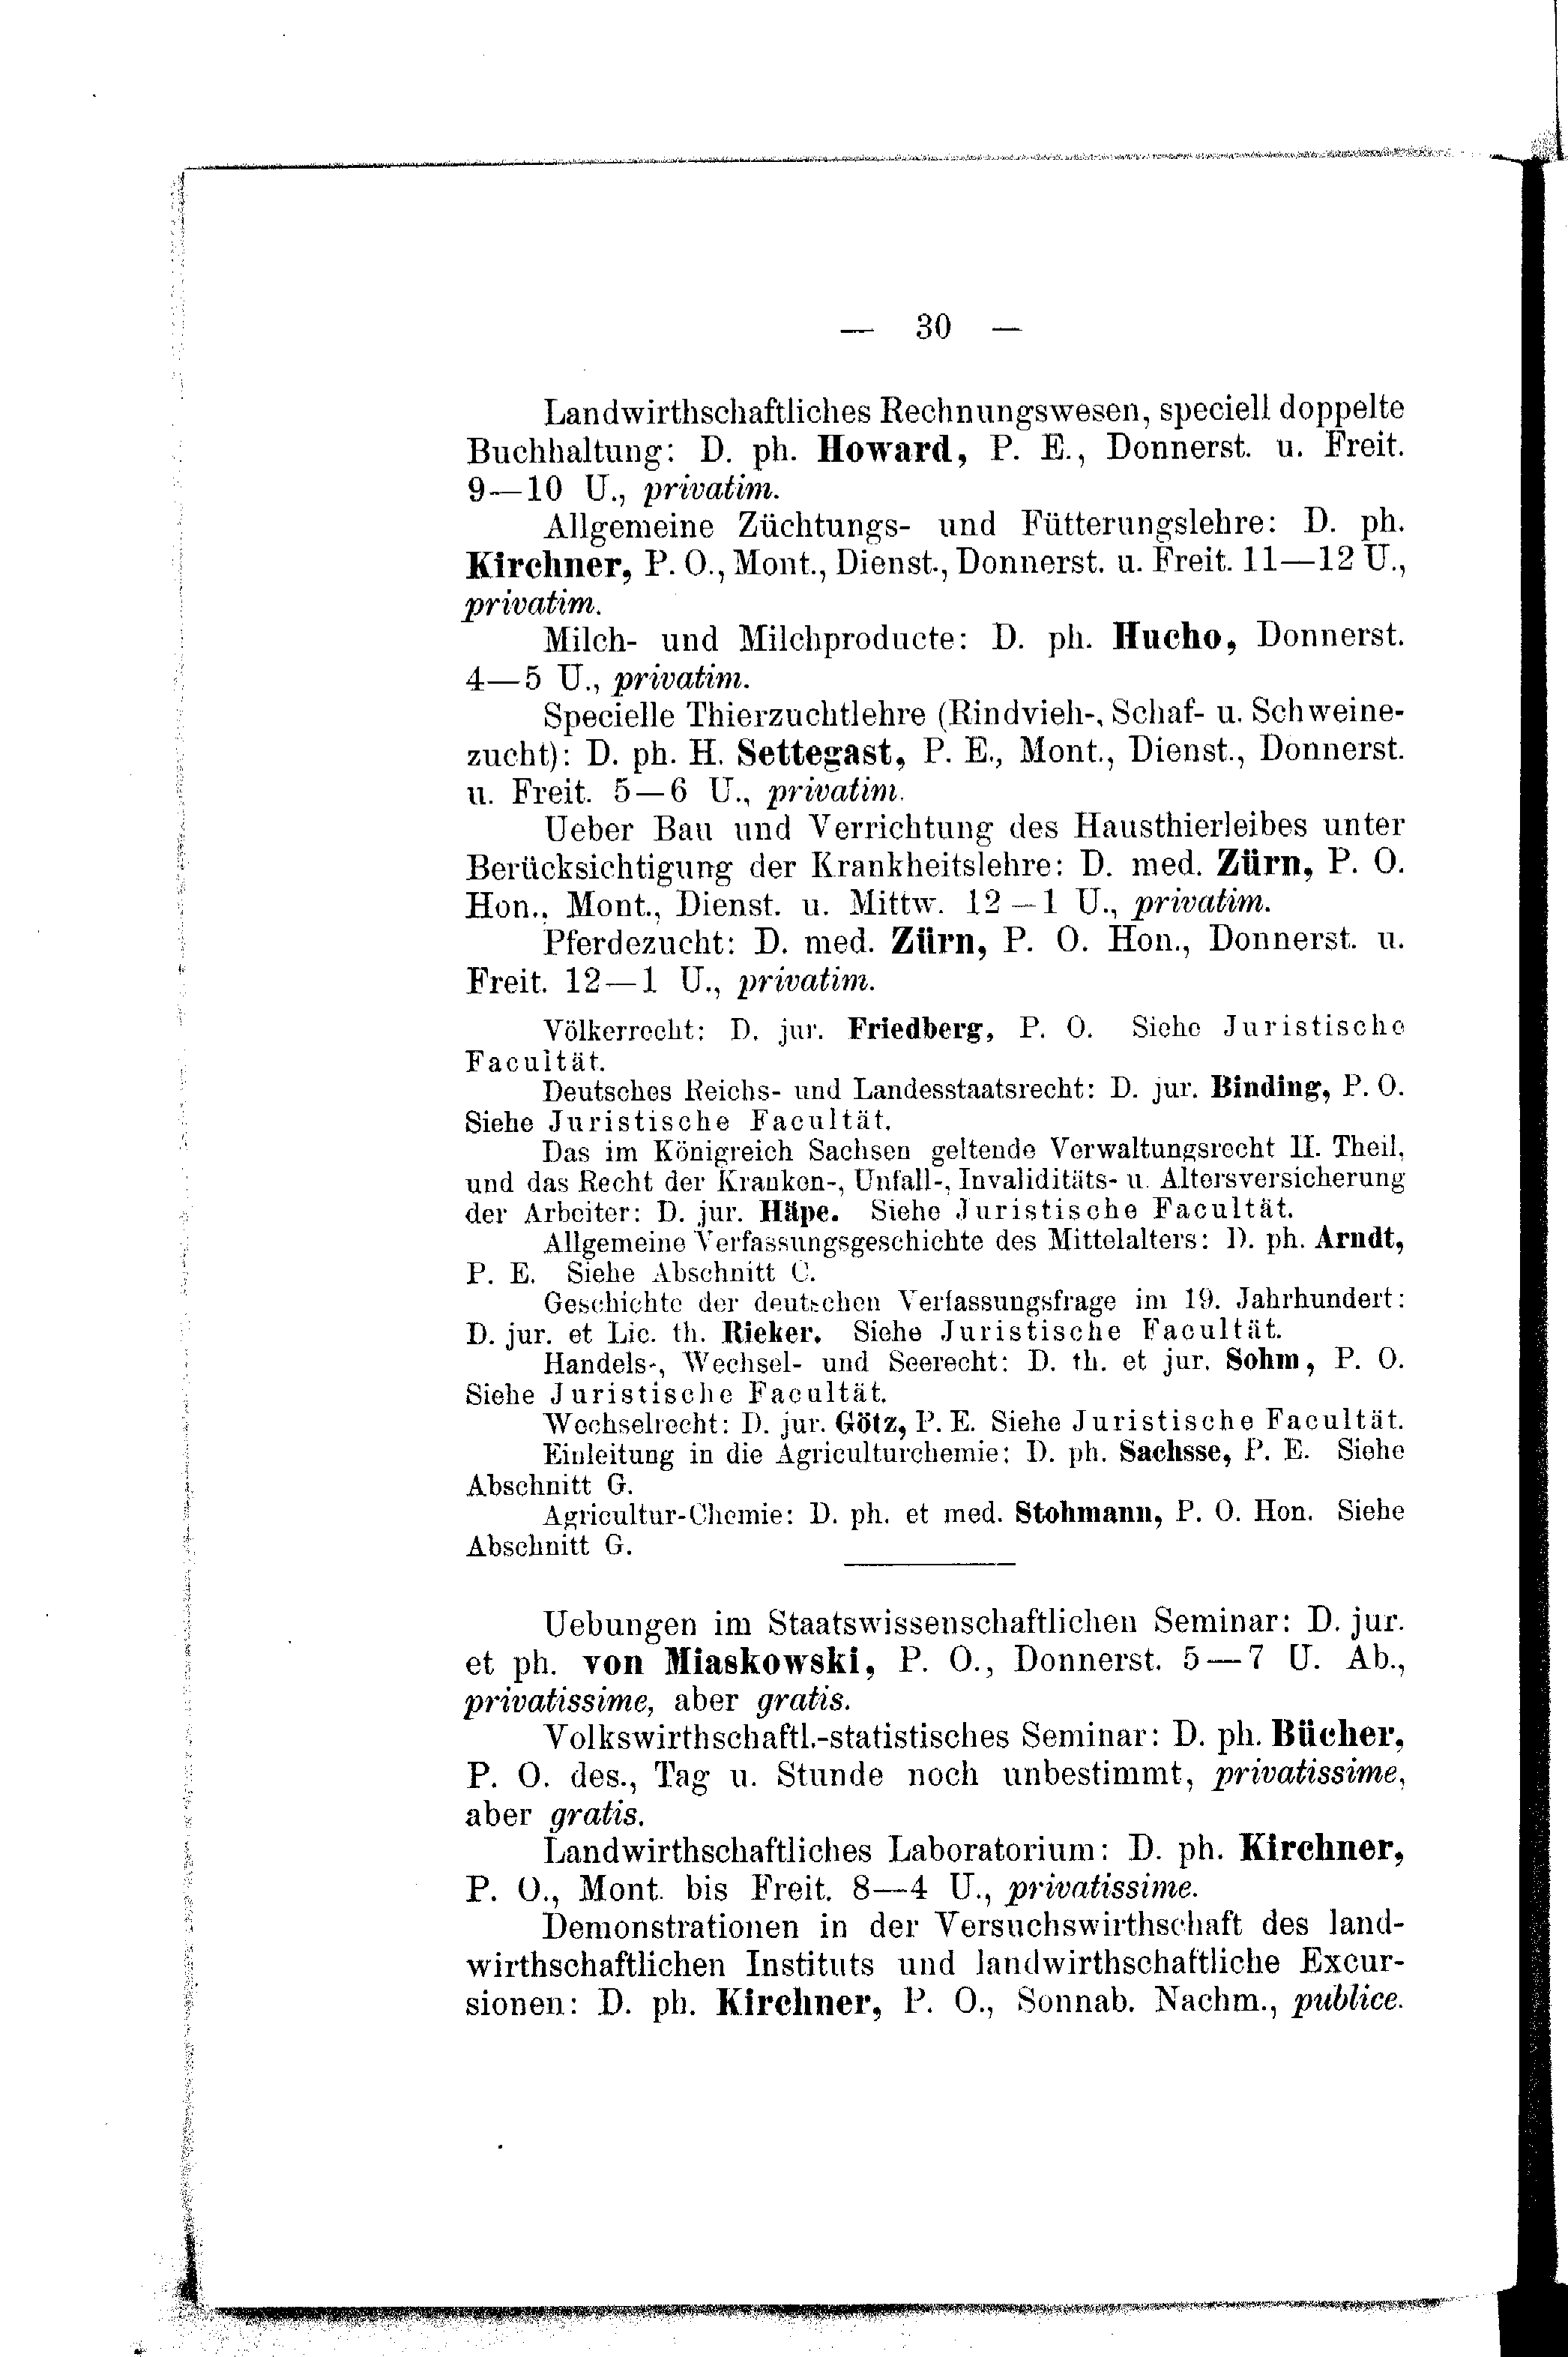 — 30 —
Landwirthschaftliches Rechnungswesen, speciell doppelte
Buchhaltung: D. ph. Howard, P. E., Donnerst. u. Freit.
9—10 U., privatim.
Allgemeine Züchtungs- und Fütterungslehre: D. ph.
Kirchner, P. O., Mont., Dienst., Donnerst. u. Freit. 11—12 U.,
privatim.
Milch- und Milchproducte: D. ph. Hucho, Donnerst.
4—5 U., privatim.
Specielle Thierzuchtlehre (Rindvieh-, Schaf- u. Schweine-
zucht): D. ph. H. Settegast, P. E., Mont., Dienst., Donnerst.
u. Freit. 5—6 U., privatim.
Ueber Bau und Verrichtung des Hausthierleibes unter
Berücksichtigung der Krankheitslehre: D. med. Zürn, P. O.
Hon., Mont., Dienst. u. Mittw. 12—1 U., privatim.
Pferdezucht: D. med. Zürn, P. O. Hon., Donnerst. u.
Freit. 12—1 U., privatim.
Völkerrecht: D. jur. Friedberg, P. O. Siehe Juristische
Facultät.
Deutsches Reichs- und Landesstaatsrecht: D. jur. Binding, P. O.
Siehe Juristische Facultät.
Das im Königreich Sachsen geltende Verwaltungsrecht II. Theil,
und das Recht der Kranken-, Unfall-, Invaliditäts- u. Altersversicherung
der Arbeiter: D. jur. Häpe. Siehe Juristische Facultät.
Allgemeine Verfassungsgeschichte des Mittelalters: D. ph. Arndt,
P. E. Siehe Abschnitt C.
Geschichte der deutschen Verfassungsfrage im 19. Jahrhundert:
D. jur. et Lic. th. Rieker. Siehe Juristische Facultät.
Handels-, Wechsel- und Seerecht: D. th. et jur. Sohm, P. O.
Siehe Juristische Facultät.
Wechselrecht: D. jur. Götz, P. E. Siehe Juristische Facultät.
Einleitung in die Agriculturchemie: D. ph. Sachsse, P. E. Siehe
Abschnitt G.
Agricultur-Chemie: D. ph. et med. Stohmann, P. O. Hon. Siehe
Abschnitt G.
Uebungen im Staatswissenschaftlichen Seminar: D. jur.
et ph. von Miaskowski, P. O., Donnerst. 5—7 U. Ab.,
privatissime, aber gratis.
Volkswirthschaftl.-statistisches Seminar: D. ph. Bücher,
P. O. des., Tag u. Stunde noch unbestimmt, privatissime,
aber gratis.
Landwirthschaftliches Laboratorium: D. ph. Kirchner,
P. O., Mont. bis Freit. 8—4 U., privatissime.
Demonstrationen in der Versuchswirthschaft des land-
wirthschaftlichen Instituts und landwirthschaftliche Excur-
sionen: D. ph. Kirchner, P. O., Sonnab. Nachm., publice.